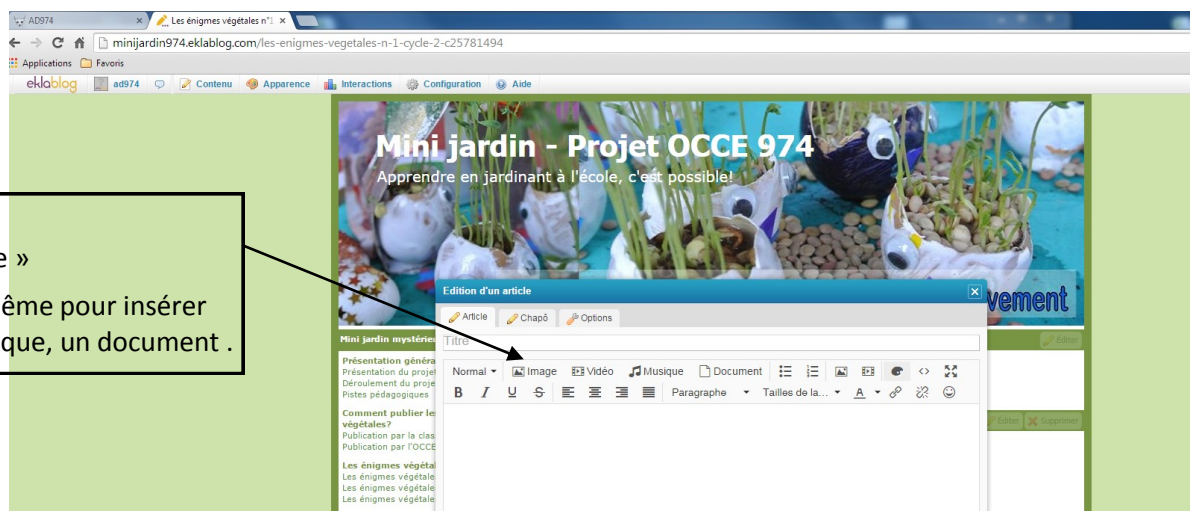 AD974 × Les énigmes végétales n°1 ×
minijardin974.eklablog.com/les-enigmes-vegetales-n-1-cycle-2-c25781494
Applications Favoris
eklablog ad974 Contenu Apparence Interactions Configuration Aide
Mini jardin - Projet OCCE 974
Apprendre en jardinant à l'école, c'est possible!
e »
ême pour insérer
que, un document .
vement
Edition d'un article ×
Article Chapô Options
Mini jardin mystérie
Titre
Editer
Présentation généra
Présentation du projet
Déroulement du proje
Pistes pédagogiques
Normal Image Vidéo Musique Document
B I U S Paragraphe Tailles de la... A
Comment publier le
végétales?
Publication par la clas
Publication par l'OCCE
Editer Supprimer
Les énigmes végéta
Les énigmes végétale
Les énigmes végétale
Les énigmes végétale